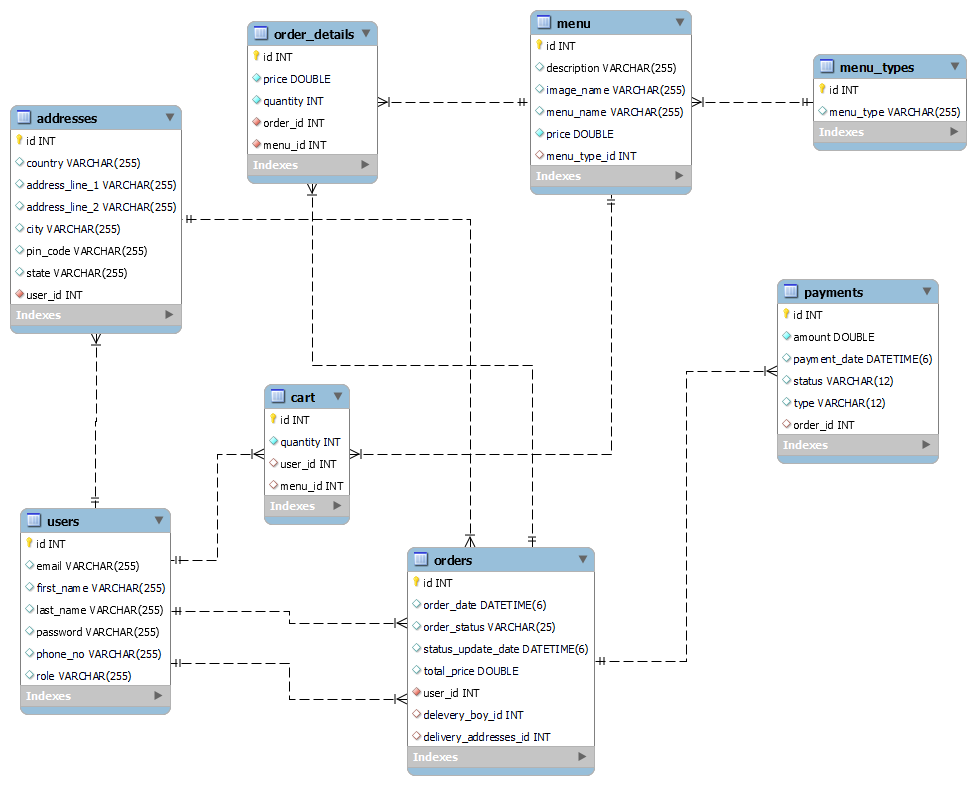 order_details
id INT
price DOUBLE
quantity INT
order_id INT
menu_id INT
Indexes
menu
id INT
description VARCHAR(255)
image_name VARCHAR(255)
menu_name VARCHAR(255)
price DOUBLE
menu_type_id INT
Indexes
menu_types
id INT
menu_type VARCHAR(255)
Indexes
addresses
id INT
country VARCHAR(255)
address_line_1 VARCHAR(255)
address_line_2 VARCHAR(255)
city VARCHAR(255)
pin_code VARCHAR(255)
state VARCHAR(255)
user_id INT
Indexes
payments
id INT
amount DOUBLE
payment_date DATETIME(6)
status VARCHAR(12)
type VARCHAR(12)
order_id INT
Indexes
cart
id INT
quantity INT
user_id INT
menu_id INT
Indexes
users
id INT
email VARCHAR(255)
first_name VARCHAR(255)
last_name VARCHAR(255)
password VARCHAR(255)
phone_no VARCHAR(255)
role VARCHAR(255)
Indexes
orders
id INT
order_date DATETIME(6)
order_status VARCHAR(25)
status_update_date DATETIME(6)
total_price DOUBLE
user_id INT
delevery_boy_id INT
delivery_addresses_id INT
Indexes